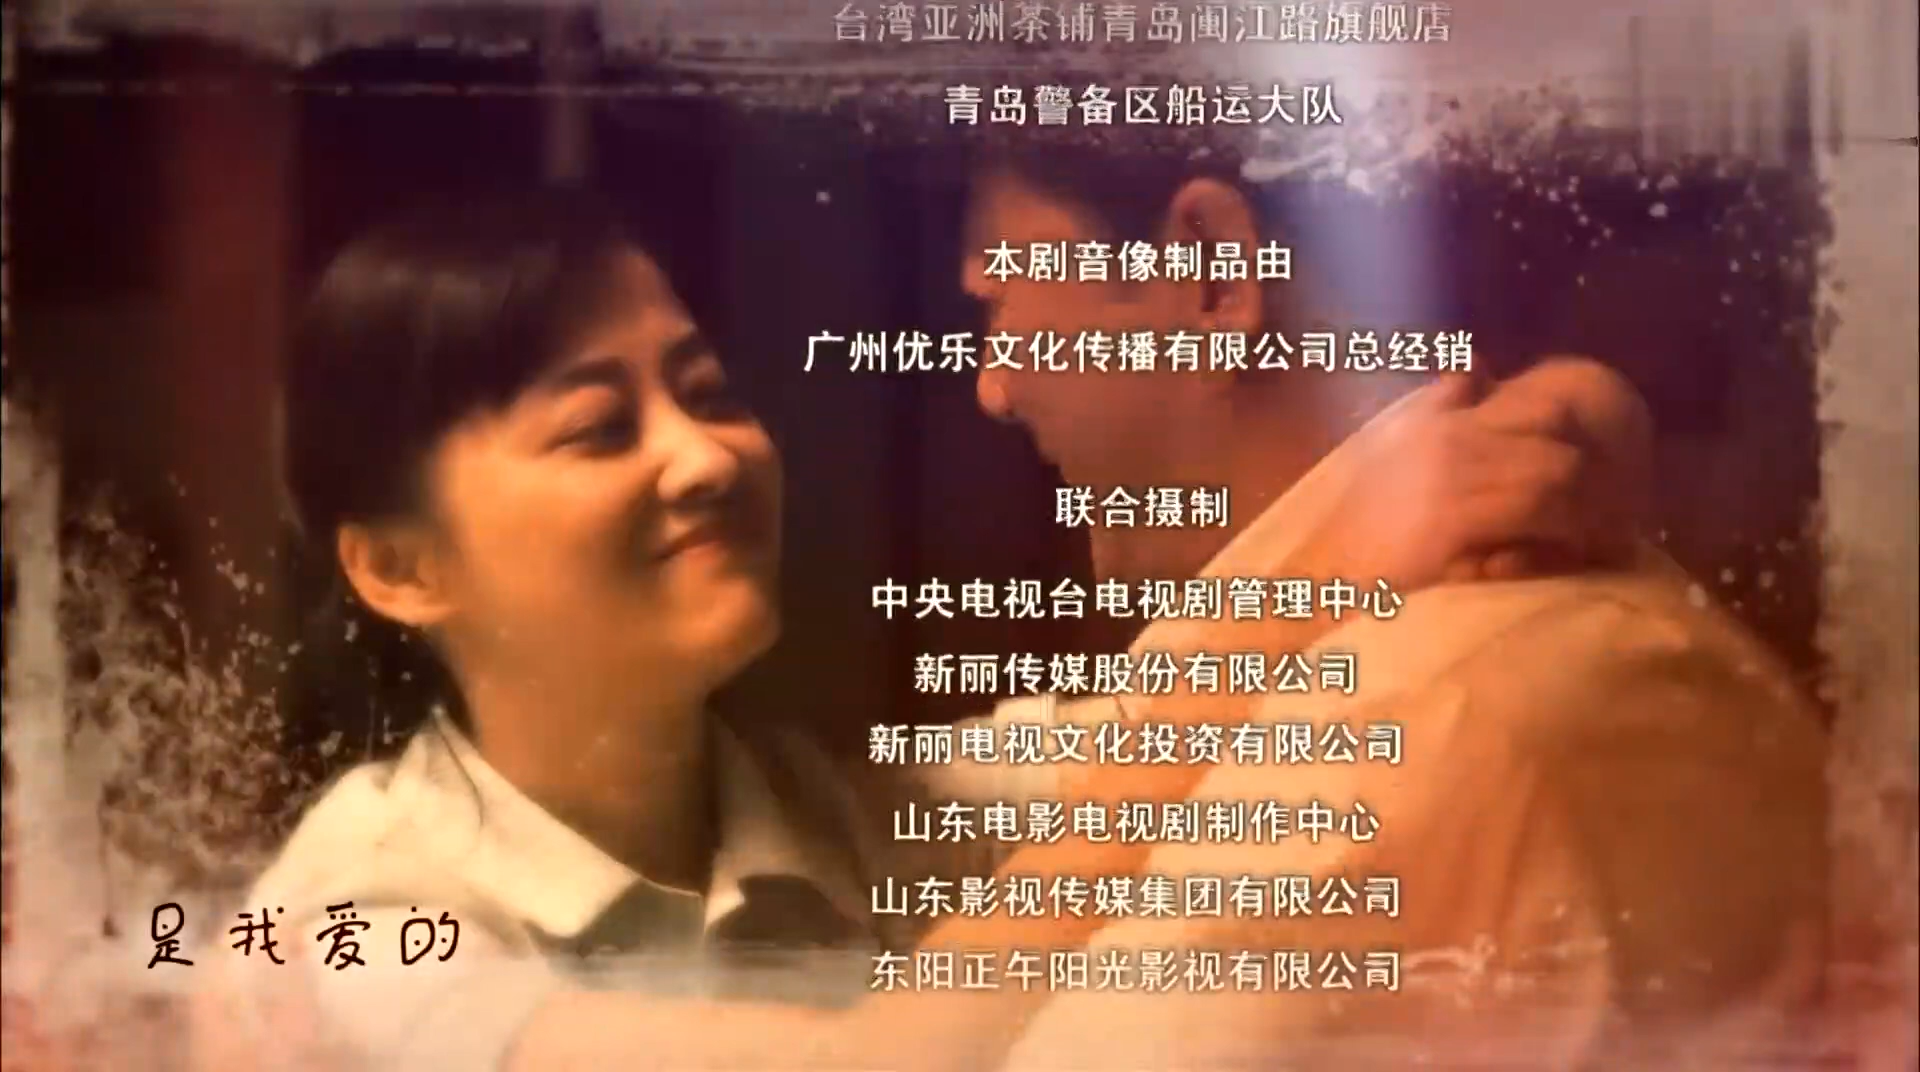 台湾亚洲茶铺青岛闽江路旗舰店
青岛警备区船运大队
本剧音像制品由
广州优乐文化传播有限公司总经销
联合摄制
中央电视台电视剧管理中心
新丽传媒股份有限公司
新丽电视文化投资有限公司
山东电影电视剧制作中心
山东影视传媒集团有限公司
东阳正午阳光影视有限公司
是我爱的